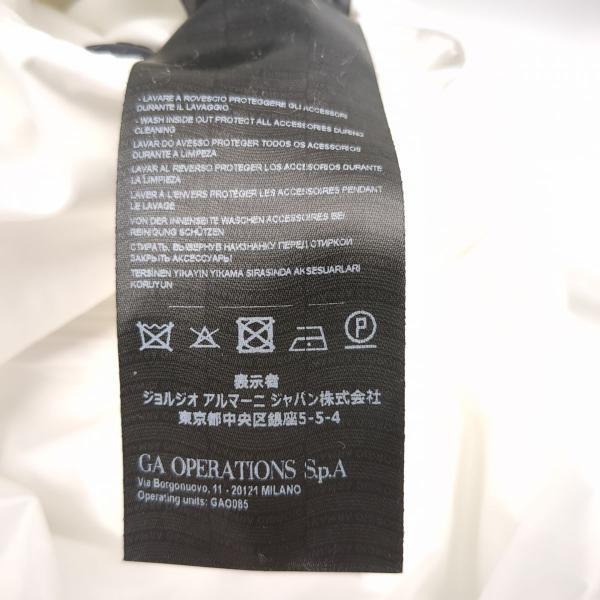 - LAVARE A ROVESCIO PROTEGGERE GLI ACCESSORI
DURANTE IL LAVAGGIO
- WASH INSIDE OUT PROTECT ALL ACCESSORIES DURING
CLEANING
LAVAR DO AVESSO PROTEGER TODOS OS ACESSORIOS
DURANTE A LIMPEZA
LAVAR AL REVERSO PROTEGER LOS ACCESORIOS DURANTE
LA LIMPIEZA
LAVER À L'ENVERS PROTÉGER LES ACCESSOIRES PENDANT
LE LAVAGE
VON DER INNENSEITE WASCHEN ACCESSOIRES BEI
REINIGUNG SCHÜTZEN
СТИРАТЬ, ВЫВЕРНУВ НАИЗНАНКУ ПЕРЕД СТИРКОЙ
ЗАКРЫТЬ АКСЕССУАРЫ
TERSİNEN YIKAYIN YIKAMA SIRASINDA AKSESUARLARI
KORUYUN
P
表示者
ジョルジオ アルマーニ ジャパン株式会社
東京都中央区銀座5-5-4
GA OPERATIONS S.p.A
Via Borgonuovo, 11 - 20121 MILANO
Operating units: GAO085